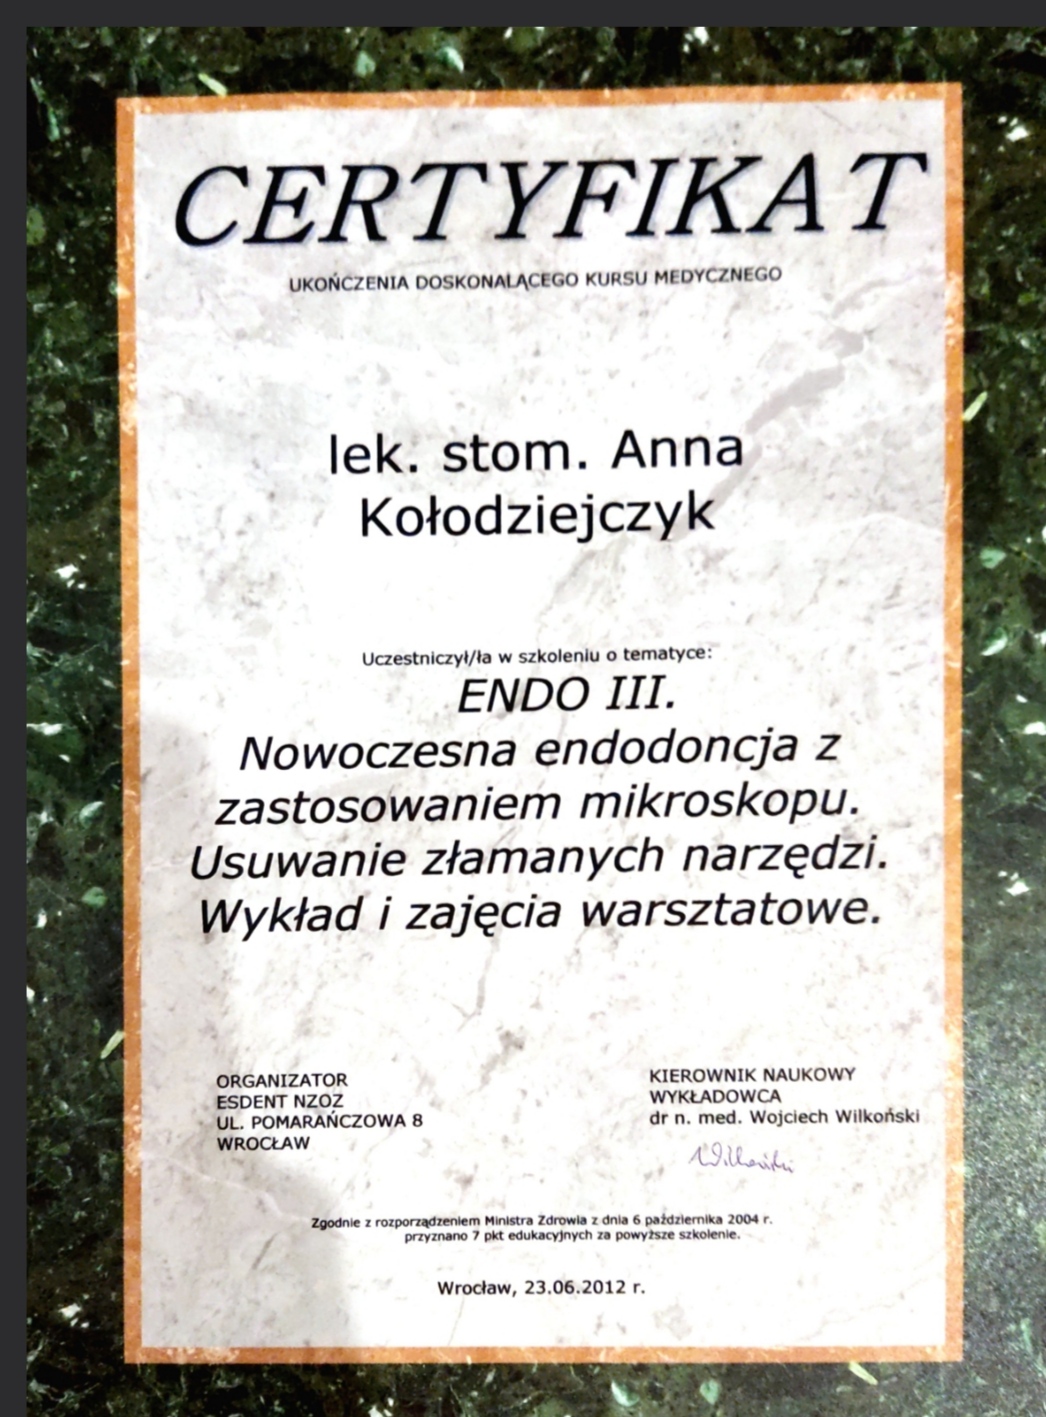 CERTYFIKAT
UKOŃCZENIA DOSKONALĄCEGO KURSU MEDYCZNEGO
lek. stom. Anna
Kołodziejczyk
Uczestniczył/ła w szkoleniu o tematyce:
ENDO III.
Nowoczesna endodoncja z
zastosowaniem mikroskopu.
Usuwanie złamanych narzędzi.
Wykład i zajęcia warsztatowe.
ORGANIZATOR
ESDENT NZOZ
UL. POMARAŃCZOWA 8
WROCŁAW
KIEROWNIK NAUKOWY
WYKŁADOWCA
dr n. med. Wojciech Wilkoński
Wilkoński
Zgodnie z rozporządzeniem Ministra Zdrowia z dnia 6 października 2004 r.
przyznano 7 pkt edukacyjnych za powyższe szkolenie.
Wrocław, 23.06.2012 r.